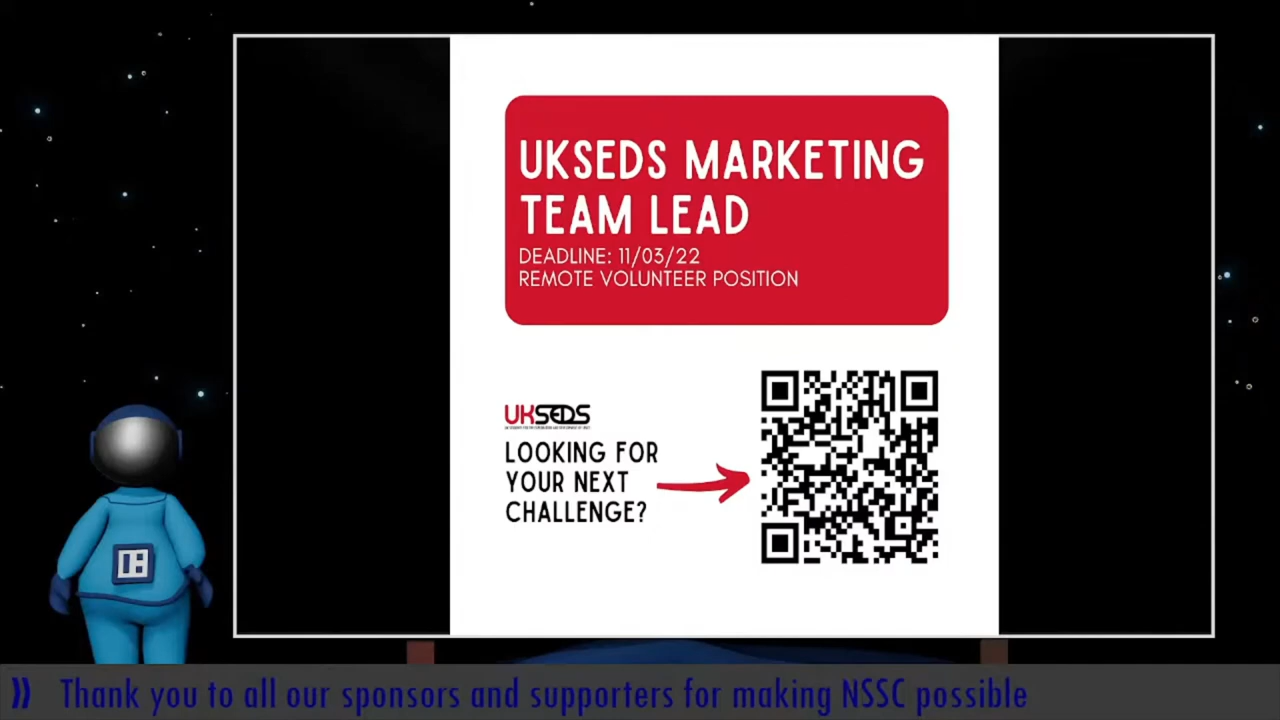 UKSEDS MARKETING
TEAM LEAD
DEADLINE: 11/03/22
REMOTE VOLUNTEER POSITION
UKSEDS
LOOKING FOR
YOUR NEXT
CHALLENGE?
» Thank you to all our sponsors and supporters for making NSSC possible